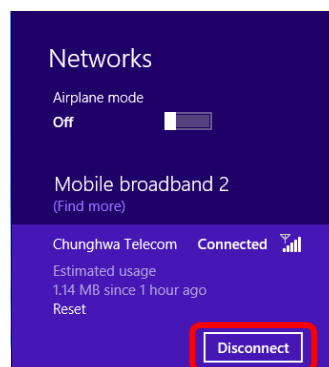 Networks
Airplane mode
Off
Mobile broadband 2
(Find more)
Chunghwa Telecom Connected
Estimated usage
1.14 MB since 1 hour ago
Reset
Disconnect